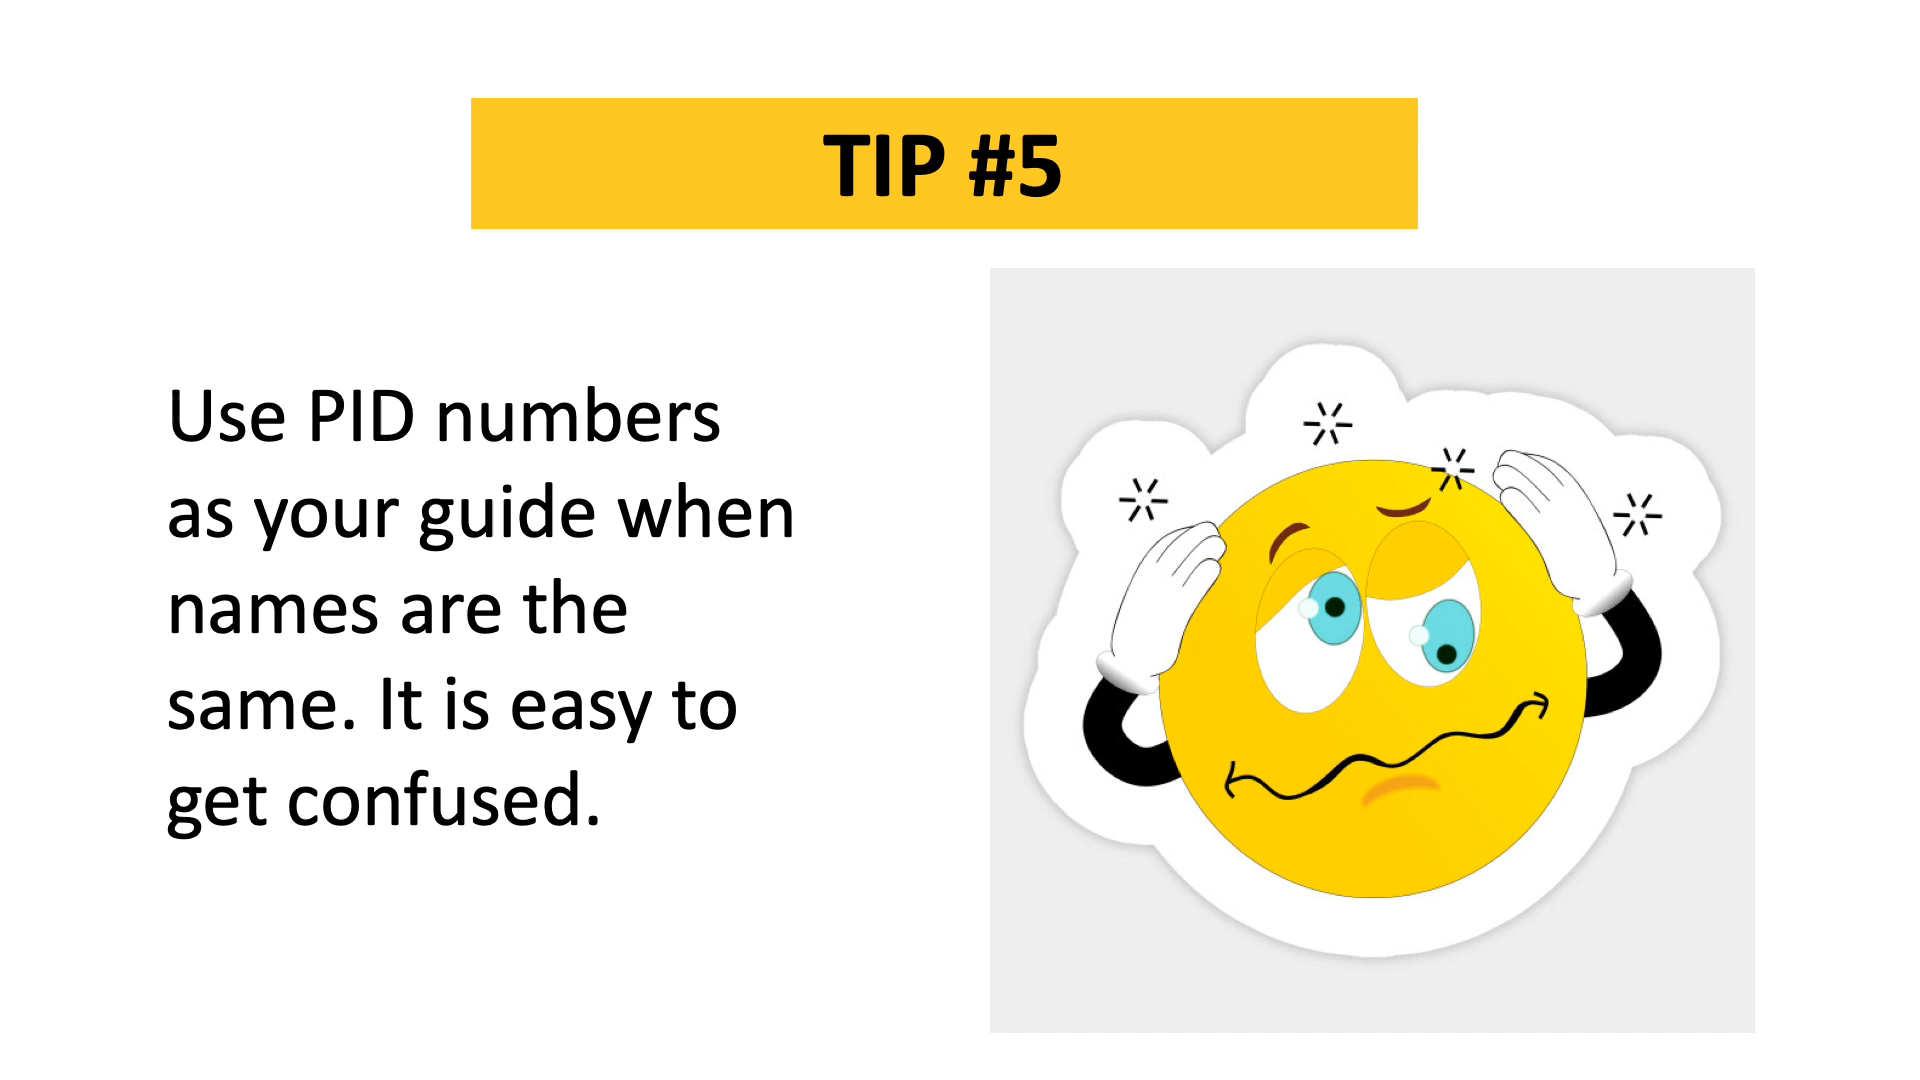 TIP #5
Use PID numbers
as your guide when
names are the
same. It is easy to
get confused.